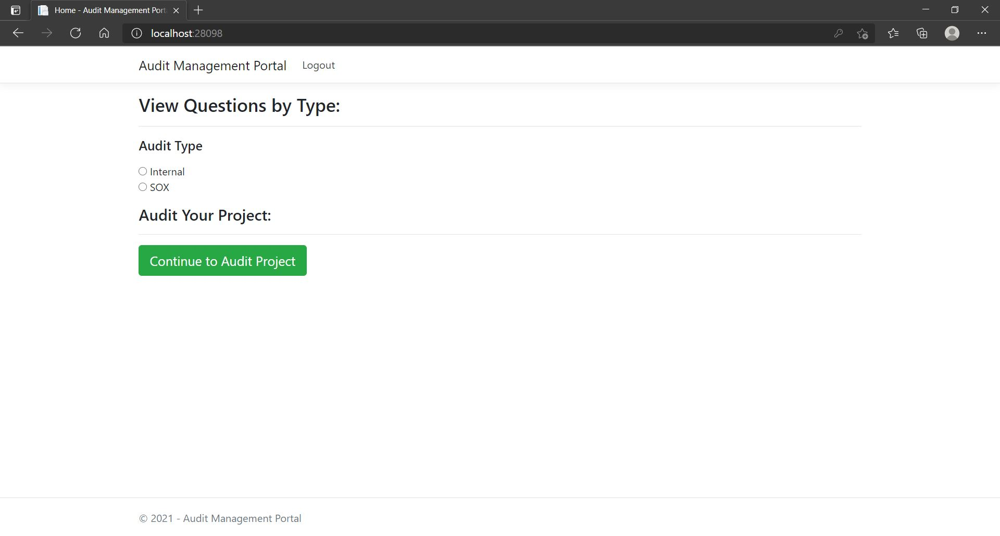 Home - Audit Management Port
localhost:28098
Audit Management Portal Logout
View Questions by Type:
Audit Type
Internal
SOX
Audit Your Project:
Continue to Audit Project
© 2021 - Audit Management Portal